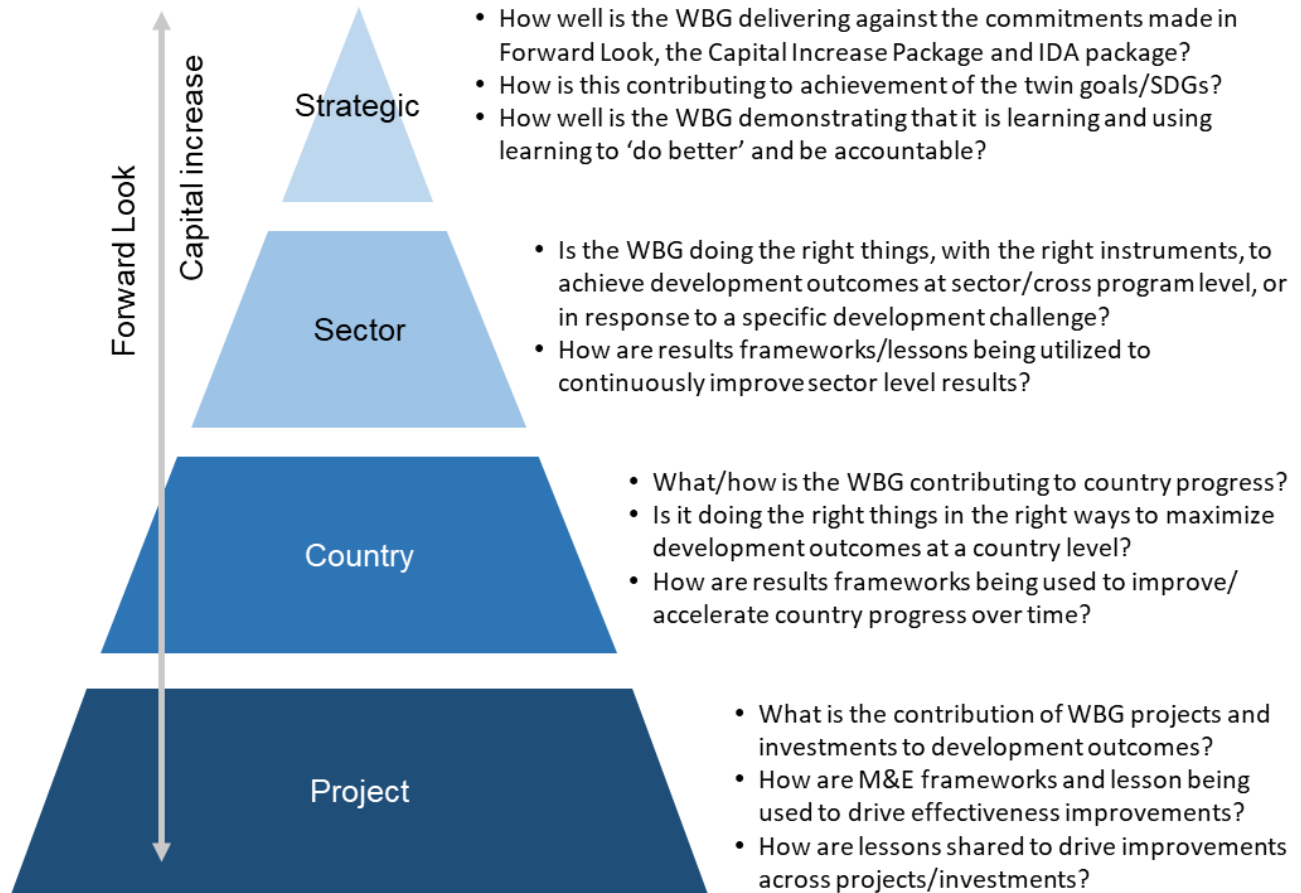 Forward Look
Capital increase
Strategic
• How well is the WBG delivering against the commitments made in
Forward Look, the Capital Increase Package and IDA package?
• How is this contributing to achievement of the twin goals/SDGs?
• How well is the WBG demonstrating that it is learning and using
learning to ‘do better’ and be accountable?
Sector
• Is the WBG doing the right things, with the right instruments, to
achieve development outcomes at sector/cross program level, or
in response to a specific development challenge?
• How are results frameworks/lessons being utilized to
continuously improve sector level results?
Country
• What/how is the WBG contributing to country progress?
• Is it doing the right things in the right ways to maximize
development outcomes at a country level?
• How are results frameworks being used to improve/
accelerate country progress over time?
Project
• What is the contribution of WBG projects and
investments to development outcomes?
• How are M&E frameworks and lesson being
used to drive effectiveness improvements?
• How are lessons shared to drive improvements
across projects/investments?